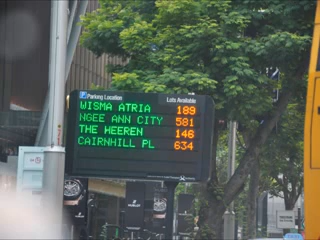 P Parking Location Lots Available
WISMA ATRIA 189
NGEE ANN CITY 581
THE HEEREN 146
CAIRNHILL PL 634